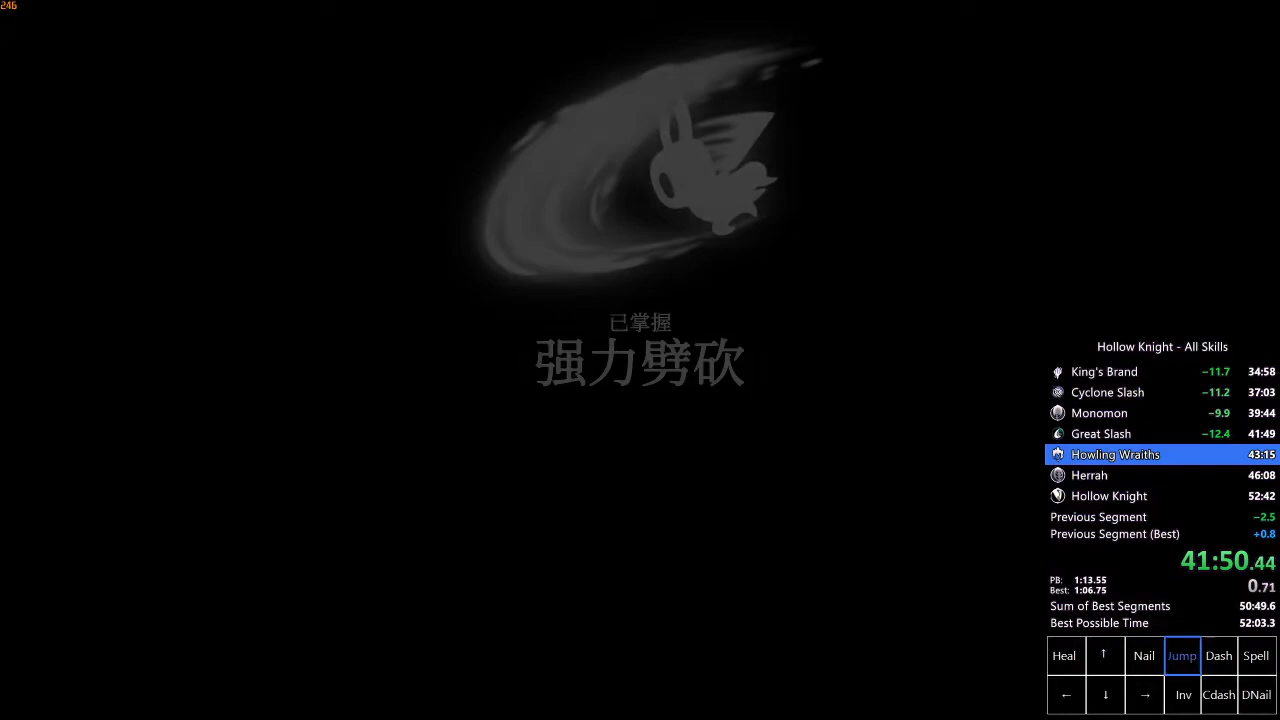 246
已掌握
强力劈砍
Hollow Knight - All Skills
King's Brand −11.7 34:58
Cyclone Slash −11.2 37:03
Monomon −9.9 39:44
Great Slash −12.4 41:49
Howling Wraiths 43:15
Herrah 46:08
Hollow Knight 52:42
Previous Segment −2.5
Previous Segment (Best) +0.8
41:50.44
PB: 1:13.55 0.71
Best: 1:06.75
Sum of Best Segments 50:49.6
Best Possible Time 52:03.3
Heal ↑ Nail Jump Dash Spell
← ↓ → Inv Cdash DNail